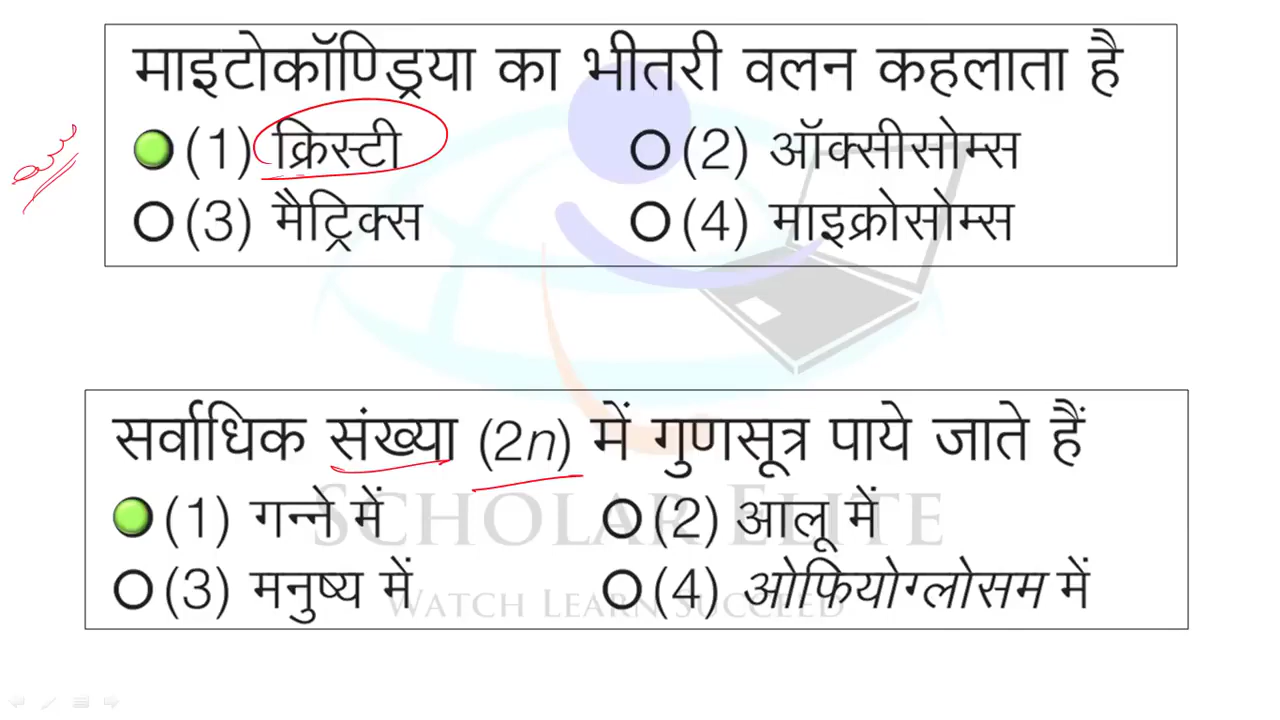 माइटोकॉण्ड्रिया का भीतरी वलन कहलाता है
(1) क्रिस्टी (2) ऑक्सीसोम्स
(3) मैट्रिक्स (4) माइक्रोसोम्स
सर्वाधिक संख्या (2n) में गुणसूत्र पाये जाते हैं
(1) गन्ने में (2) आलू में
SCHOLAR ELITE
(3) मनुष्य में (4) ओफियोग्लोसम में
WATCH LEARN SUCCEED